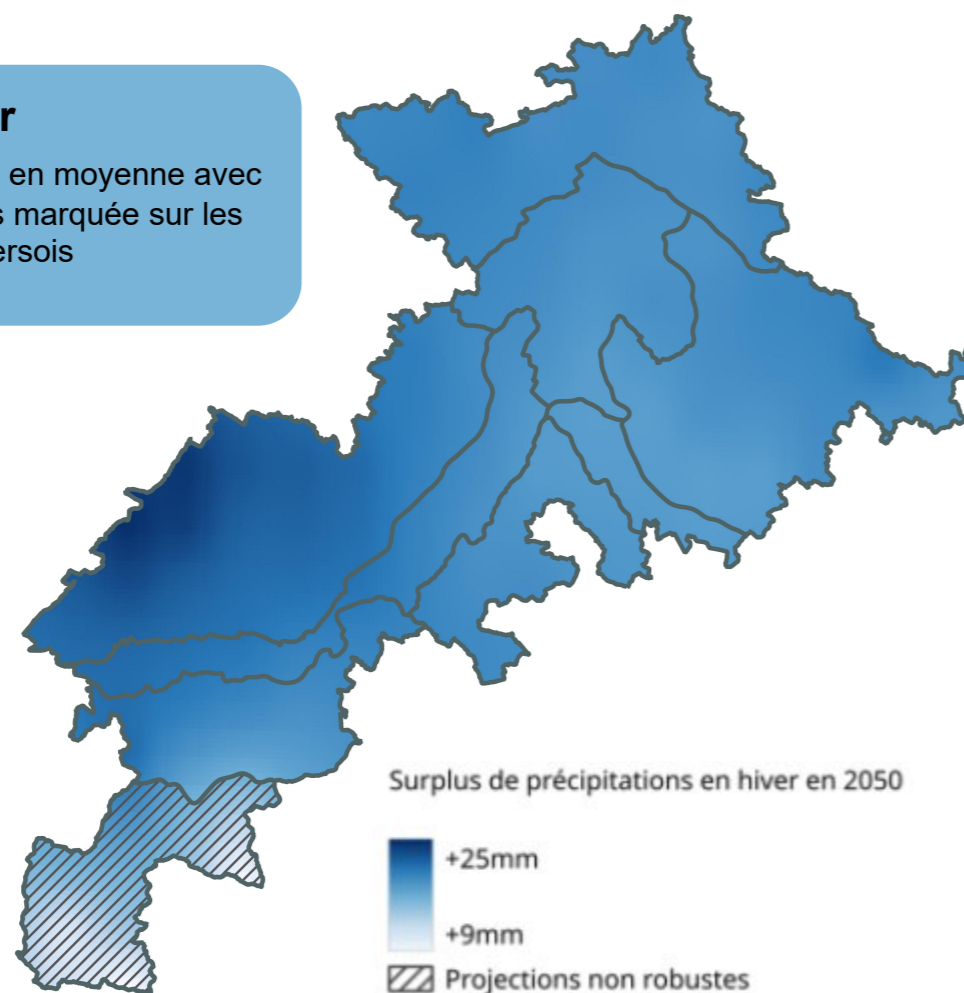 r
en moyenne avec
s marquée sur les
ersois
Surplus de précipitations en hiver en 2050
+25mm
+9mm
Projections non robustes